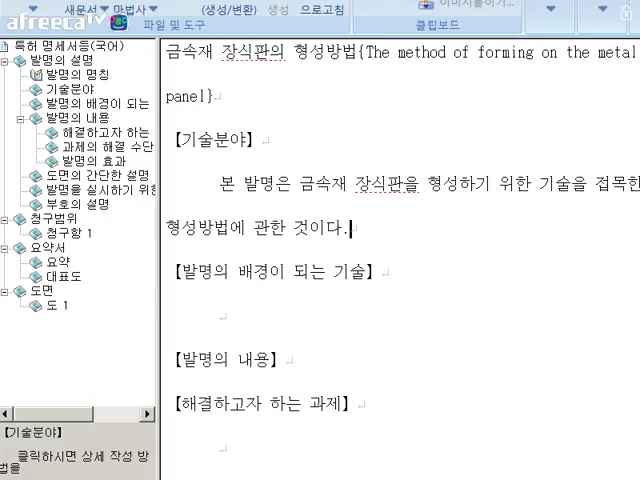 afreecaTV
새문서 마법사 (생성/변환) 생성 으로고침
파일 및 도구
이미지붙이기...
클립보드
특허 명세서등(국어)
발명의 설명
발명의 명칭
기술분야
발명의 배경이 되는
발명의 내용
해결하고자 하는
과제의 해결 수단
발명의 효과
도면의 간단한 설명
발명을 실시하기 위한
부호의 설명
청구범위
청구항 1
요약서
요약
대표도
도면
도 1
【기술분야】
클릭하시면 상세 작성 방
법을
금속재 장식판의 형성방법{The method of forming on the metal
panel}
【기술분야】
본 발명은 금속재 장식판을 형성하기 위한 기술을 접목한
형성방법에 관한 것이다.
【발명의 배경이 되는 기술】
【발명의 내용】
【해결하고자 하는 과제】